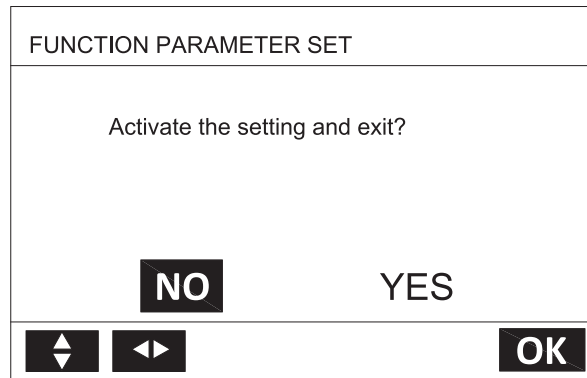 FUNCTION PARAMETER SET
Activate the setting and exit?
NO YES
OK